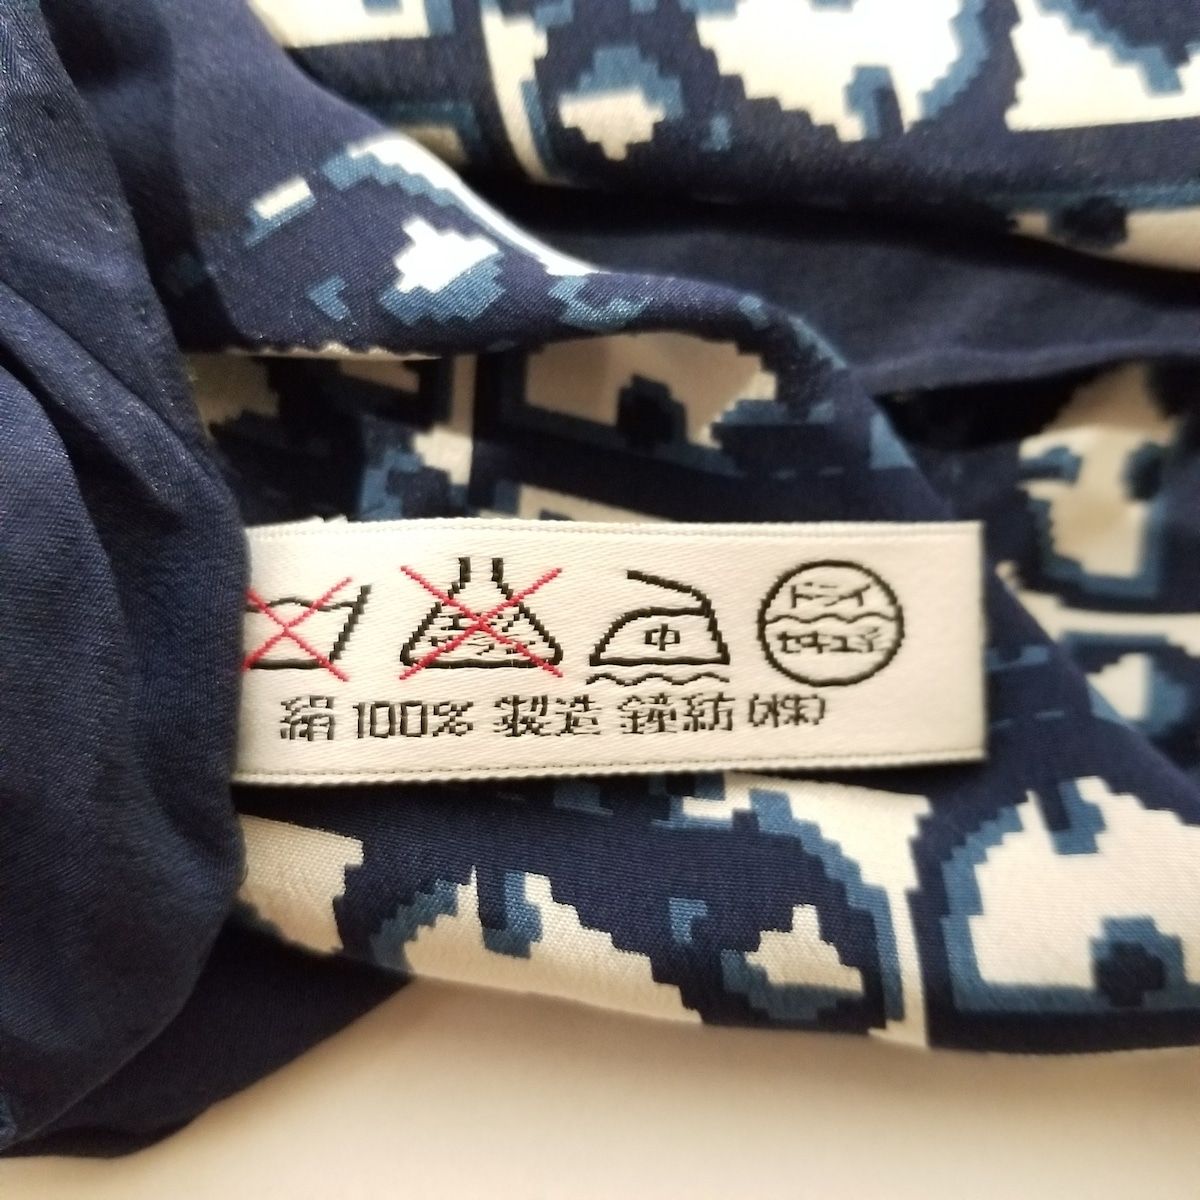 エンソ
サラシ
中
ドライ
セキユ系
絹 100% 製造 鐘紡(株)